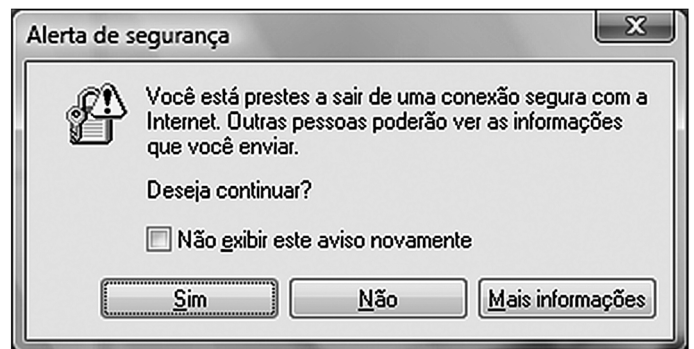 Alerta de segurança
Você está prestes a sair de uma conexão segura com a
Internet. Outras pessoas poderão ver as informações
que você enviar.
Deseja continuar?
Não exibir este aviso novamente
Sim
Não
Mais informações